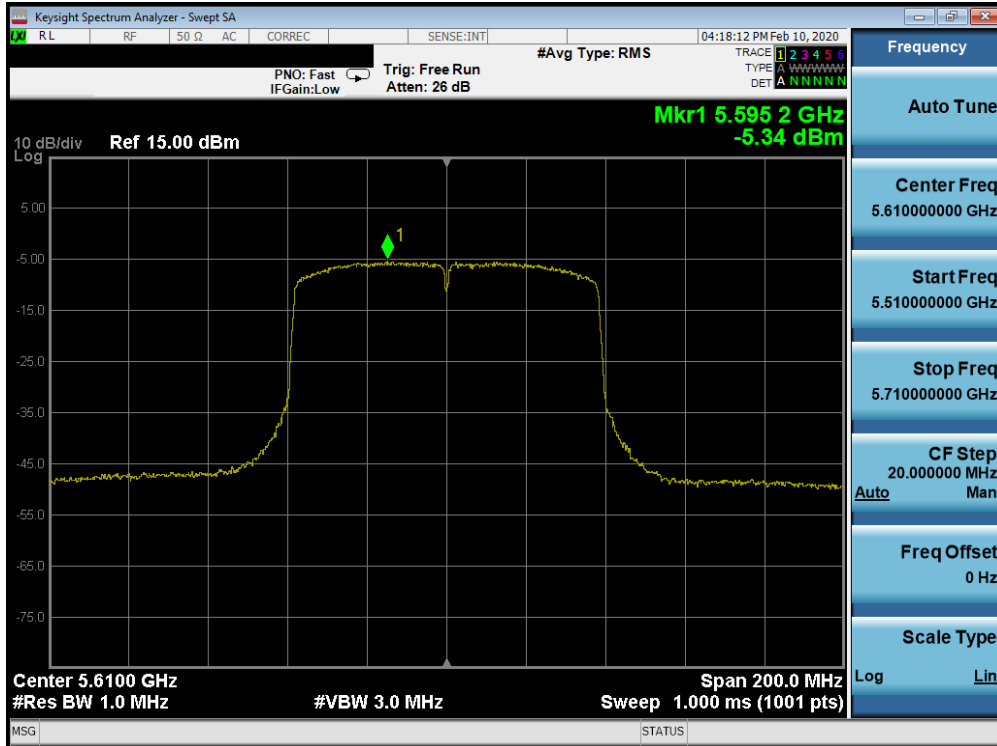 Keysight Spectrum Analyzer - Swept SA
LXI RL RF 50 Ω AC CORREC SENSE:INT 04:18:12 PM Feb 10, 2020
PNO: Fast
IFGain:Low
Trig: Free Run
Atten: 26 dB
#Avg Type: RMS
TRACE 1 2 3 4 5 6
TYPE A WWWWW
DET A N N N N N
Mkr1 5.595 2 GHz
-5.34 dBm
10 dB/div
Log
Ref 15.00 dBm
1
5.00
-5.00
-15.0
-25.0
-35.0
-45.0
-55.0
-65.0
-75.0
Center 5.6100 GHz
#Res BW 1.0 MHz
#VBW 3.0 MHz
Span 200.0 MHz
Sweep 1.000 ms (1001 pts)
MSG
STATUS
Frequency
Auto Tune
Center Freq
5.610000000 GHz
Start Freq
5.510000000 GHz
Stop Freq
5.710000000 GHz
CF Step
20.000000 MHz
Auto Man
Freq Offset
0 Hz
Scale Type
Log Lin